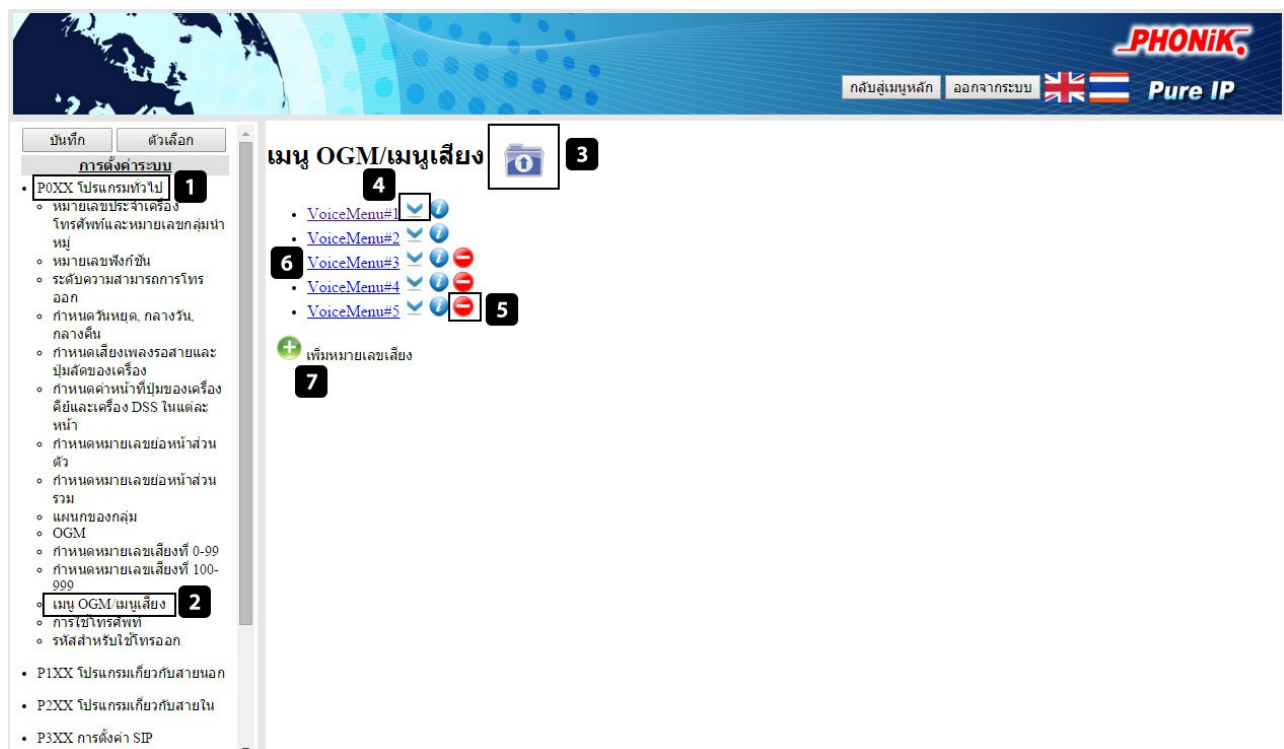 PHONiK
กลับสู่เมนูหลัก ออกจากระบบ Pure IP
บันทึก ตัวเลือก
การตั้งค่าระบบ
P0XX โปรแกรมทั่วไป 1
หมายเลขประจำเครื่อง
โทรศัพท์และหมายเลขกลุ่มนำ
หมู่
หมายเลขฟังก์ชัน
ระดับความสามารถการโทร
ออก
กำหนดวันหยุด, กลางวัน,
กลางคืน
กำหนดเสียงเพลงรอสายและ
ปุ่มลัดของเครื่อง
กำหนดค่าหน้าที่ปุ่มของเครื่อง
คีย์และเครื่อง DSS ในแต่ละ
หน้า
กำหนดหมายเลขย่อหน้าส่วน
ตัว
กำหนดหมายเลขย่อหน้าส่วน
รวม
แผนกของกลุ่ม
OGM
กำหนดหมายเลขเสียงที่ 0-99
กำหนดหมายเลขเสียงที่ 100-
999
เมนู OGM/เมนูเสียง 2
การใช้โทรศัพท์
รหัสสำหรับใช้โทรออก
P1XX โปรแกรมเกี่ยวกับสายนอก
P2XX โปรแกรมเกี่ยวกับสายใน
P3XX การตั้งค่า SIP
เมนู OGM/เมนูเสียง 3
4
VoiceMenu#1
VoiceMenu#2
6 VoiceMenu#3
VoiceMenu#4
VoiceMenu#5 5
เพิ่มหมายเลขเสียง
7